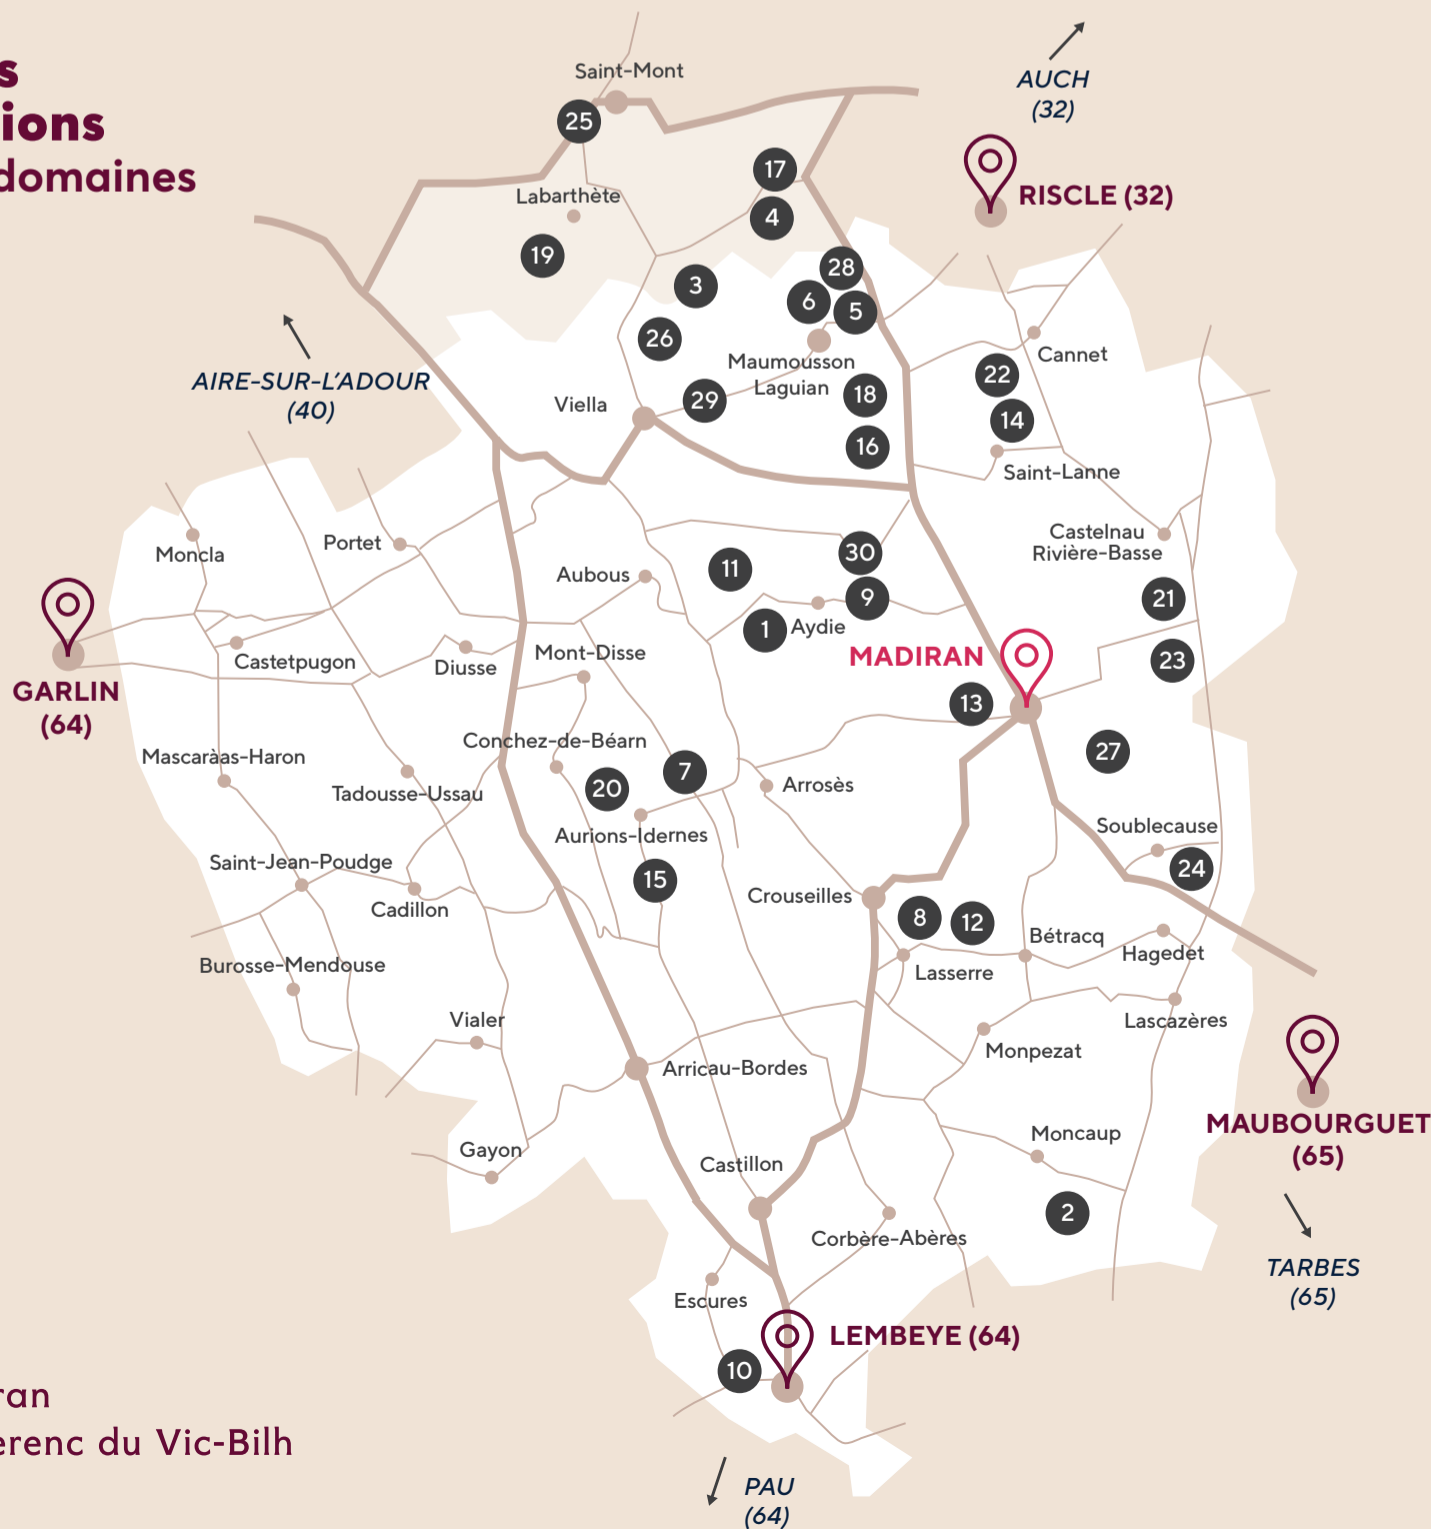 s
ions
domaines
Saint-Mont
AUCH
(32)
25
17
RISCLE (32)
Labarthète
4
19
28
3
6
5
26
Cannet
Maumousson
Laguian
AIRE-SUR-L'ADOUR
(40)
22
Viella
29
18
14
16
Saint-Lanne
Moncla
Portet
Castelnau
Rivière-Basse
30
11
Aubous
9
21
1
Aydie
Castetpugon
Diusse
Mont-Disse
MADIRAN
23
GARLIN
(64)
13
Mascaràas-Haron
Conchez-de-Béarn
27
7
20
Tadousse-Ussau
Arrosès
Aurions-Idernes
Soublecause
Saint-Jean-Poudge
24
15
Crouseilles
Cadillon
8
12
Bétracq
Hagedet
Burosse-Mendouse
Lasserre
Vialer
Lascazères
Monpezat
Arricau-Bordes
MAUBOURGUET
(65)
Moncaup
Gayon
Castillon
2
Corbère-Abères
TARBES
(65)
Escures
LEMBEYE (64)
10
ran
erenc du Vic-Bilh
PAU
(64)